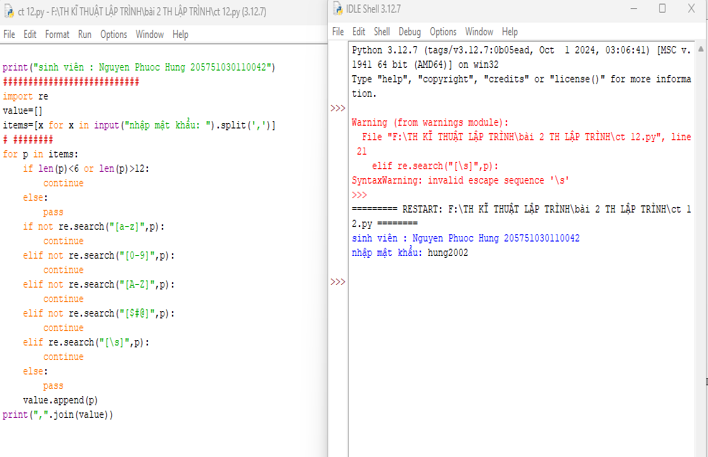 ct 12.py - F:\TH KĨ THUẬT LẬP TRÌNH\bài 2 TH LẬP TRÌNH\ct 12.py (3.12.7)
File Edit Format Run Options Window Help
print("sinh viên : Nguyen Phuoc Hung 205751030110042")
###########################
import re
value=[]
items=[x for x in input("nhập mật khẩu: ").split(',')]
# ########
for p in items:
    if len(p)<6 or len(p)>12:
        continue
    else:
        pass
    if not re.search("[a-z]",p):
        continue
    elif not re.search("[0-9]",p):
        continue
    elif not re.search("[A-Z]",p):
        continue
    elif not re.search("[$#@]",p):
        continue
    elif re.search("[\s]",p):
        continue
    else:
        pass
    value.append(p)
print(",".join(value))
IDLE Shell 3.12.7
File Edit Shell Debug Options Window Help
Python 3.12.7 (tags/v3.12.7:0b05ead, Oct  1 2024, 03:06:41) [MSC v.
1941 64 bit (AMD64)] on win32
Type "help", "copyright", "credits" or "license()" for more informa
tion.
>>>
Warning (from warnings module):
  File "F:\TH KĨ THUẬT LẬP TRÌNH\bài 2 TH LẬP TRÌNH\ct 12.py", line
 21
    elif re.search("[\s]",p):
SyntaxWarning: invalid escape sequence '\s'
>>>
========= RESTART: F:\TH KĨ THUẬT LẬP TRÌNH\bài 2 TH LẬP TRÌNH\ct 1
2.py ========
sinh viên : Nguyen Phuoc Hung 205751030110042
nhập mật khẩu: hung2002
>>>